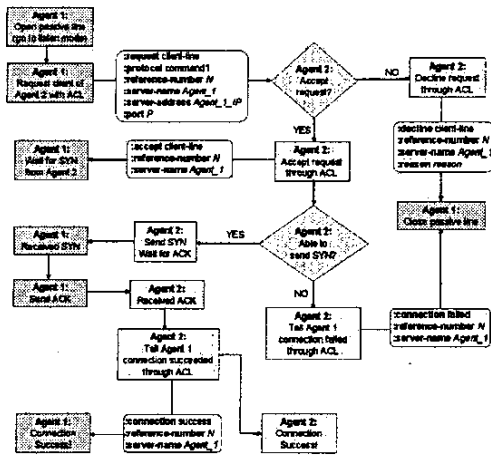 Agent 1:
Open passive line
(go to listen mode)
Agent 1:
Request client of
Agent 2 with ACL
:request client-line
:protocol command1
:reference-number N
:server-name Agent_1
:server-address Agent_1_IP
:port P
Agent 2:
Accept
request?
NO
Agent 2:
Decline request
through ACL
YES
:decline client-line
:reference-number N
:server-name Agent_1
:reason reason
Agent 1:
Wait for SYN
from Agent 2
:accept client-line
:reference-number N
:server-name Agent_1
Agent 2:
Accept request
through ACL
Agent 1:
Close passive line
Agent 1:
Received SYN
Agent 2:
Send SYN
Wait for ACK
YES
Agent 2:
Able to
send SYN?
NO
Agent 1:
Send ACK
Agent 2:
Received ACK
Agent 2:
Tell Agent 1
connection failed
through ACL
:connection failed
:reference-number N
:server-name Agent_1
Agent 2:
Tell Agent 1
connection succeeded
through ACL
Agent 1:
Connection
Success!
:connection success
:reference-number N
:server-name Agent_1
Agent 2:
Connection
Success!